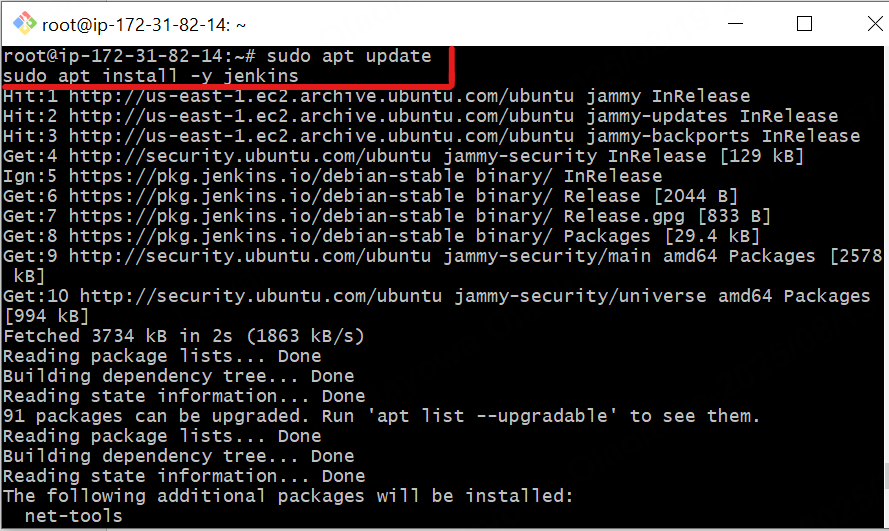 root@ip-172-31-82-14: ~
root@ip-172-31-82-14:~# sudo apt update
sudo apt install -y jenkins
Hit:1 http://us-east-1.ec2.archive.ubuntu.com/ubuntu jammy InRelease
Hit:2 http://us-east-1.ec2.archive.ubuntu.com/ubuntu jammy-updates InRelease
Hit:3 http://us-east-1.ec2.archive.ubuntu.com/ubuntu jammy-backports InRelease
Get:4 http://security.ubuntu.com/ubuntu jammy-security InRelease [129 kB]
Ign:5 https://pkg.jenkins.io/debian-stable binary/ InRelease
Get:6 https://pkg.jenkins.io/debian-stable binary/ Release [2044 B]
Get:7 https://pkg.jenkins.io/debian-stable binary/ Release.gpg [833 B]
Get:8 https://pkg.jenkins.io/debian-stable binary/ Packages [29.4 kB]
Get:9 http://security.ubuntu.com/ubuntu jammy-security/main amd64 Packages [2578
 kB]
Get:10 http://security.ubuntu.com/ubuntu jammy-security/universe amd64 Packages
[994 kB]
Fetched 3734 kB in 2s (1863 kB/s)
Reading package lists... Done
Building dependency tree... Done
Reading state information... Done
91 packages can be upgraded. Run 'apt list --upgradable' to see them.
Reading package lists... Done
Building dependency tree... Done
Reading state information... Done
The following additional packages will be installed:
  net-tools